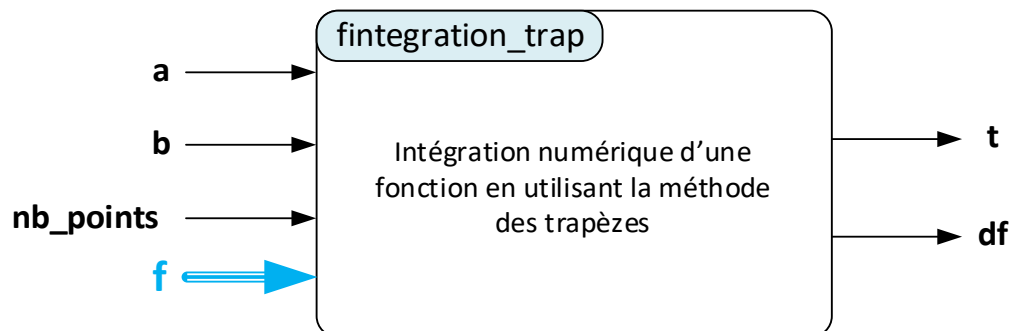 fintegration_trap
a
b
nb_points
f
Intégration numérique d'une
fonction en utilisant la méthode
des trapèzes
t
df